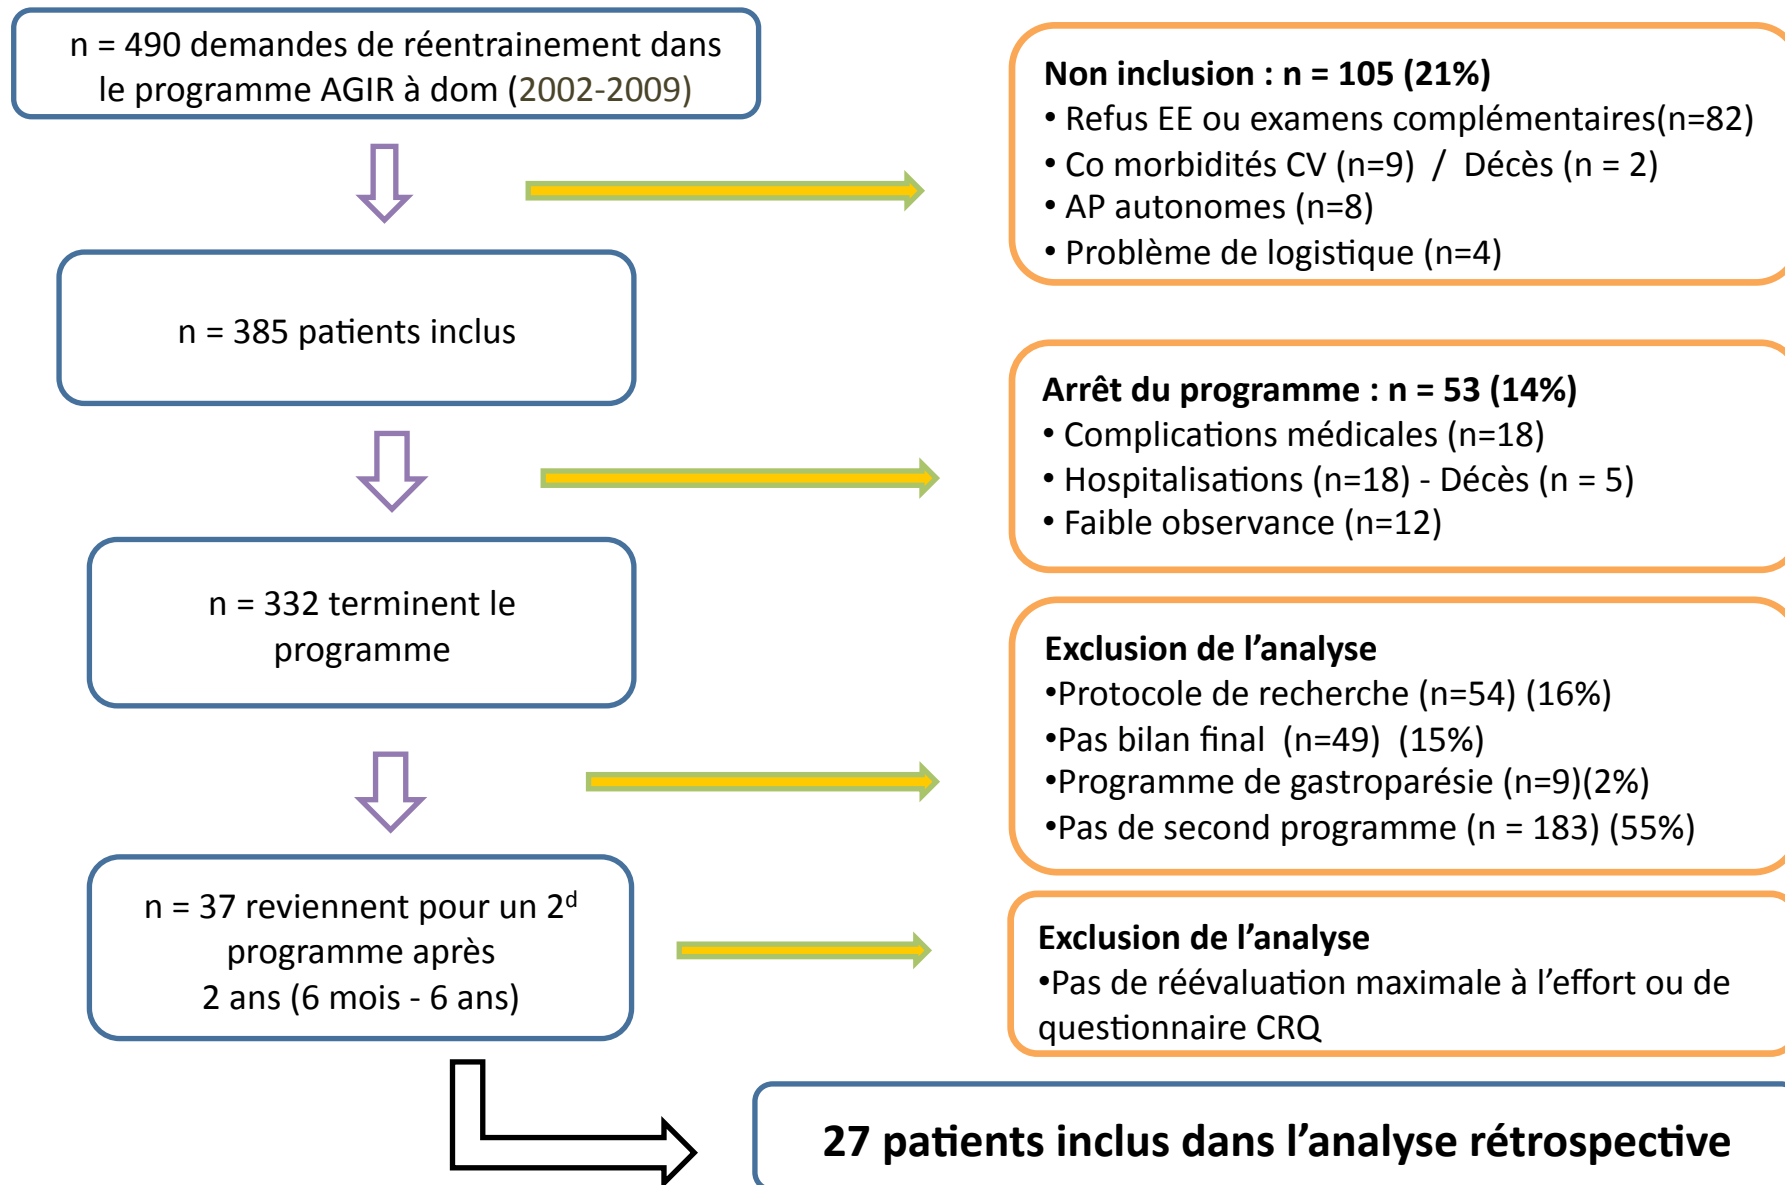 n = 490 demandes de réentrainement dans
le programme AGIR à dom (2002-2009)
Non inclusion : n = 105 (21%)
• Refus EE ou examens complémentaires(n=82)
• Co morbidités CV (n=9) / Décès (n = 2)
• AP autonomes (n=8)
• Problème de logistique (n=4)
n = 385 patients inclus
Arrêt du programme : n = 53 (14%)
• Complications médicales (n=18)
• Hospitalisations (n=18) - Décès (n = 5)
• Faible observance (n=12)
n = 332 terminent le
programme
Exclusion de l’analyse
•Protocole de recherche (n=54) (16%)
•Pas bilan final (n=49) (15%)
•Programme de gastroparésie (n=9)(2%)
•Pas de second programme (n = 183) (55%)
n = 37 reviennent pour un 2d
programme après
2 ans (6 mois - 6 ans)
Exclusion de l’analyse
•Pas de réévaluation maximale à l’effort ou de
questionnaire CRQ
27 patients inclus dans l’analyse rétrospective